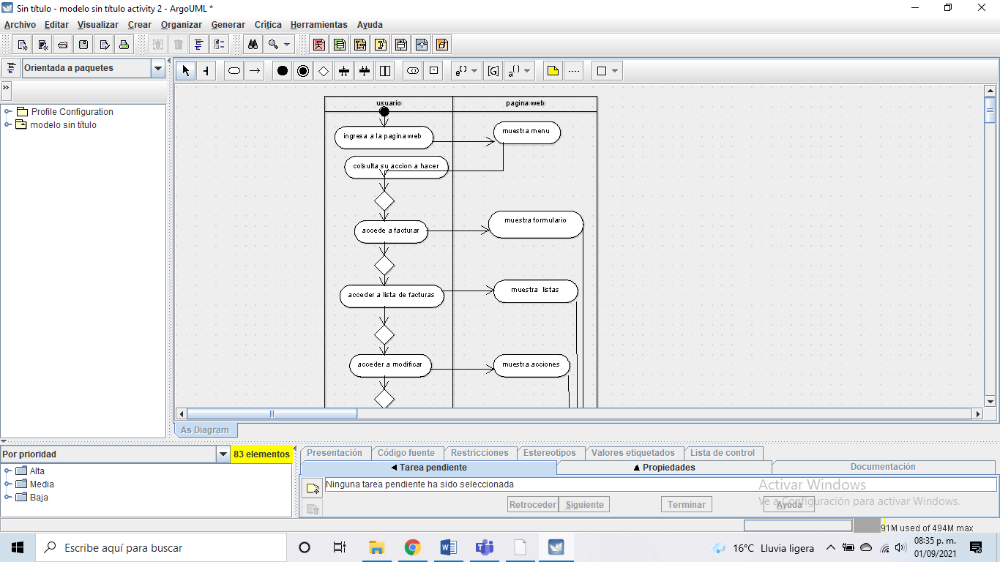 Sin título - modelo sin título activity 2 - ArgoUML *
Archivo Editar Visualizar Crear Organizar Generar Crítica Herramientas Ayuda
Orientada a paquetes
»
Profile Configuration
modelo sin título
[G]
usuario pagina web
ingresa a la pagina web
muestra menu
colsulta su accion a hacer
accede a facturar
muestra formulario
acceder a lista de facturas
muestra listas
acceder a modificar
muestra acciones
As Diagram
Por prioridad
83 elementos
Alta
Media
Baja
Presentación Código fuente Restricciones Estereotipos Valores etiquetados Lista de control
Tarea pendiente Propiedades Documentación
Ninguna tarea pendiente ha sido seleccionada
Retroceder Siguiente Terminar Ayuda
Activar Windows
Ve a Configuración para activar Windows.
91M used of 494M max
Escribe aquí para buscar
16°C Lluvia ligera
08:35 p. m.
01/09/2021